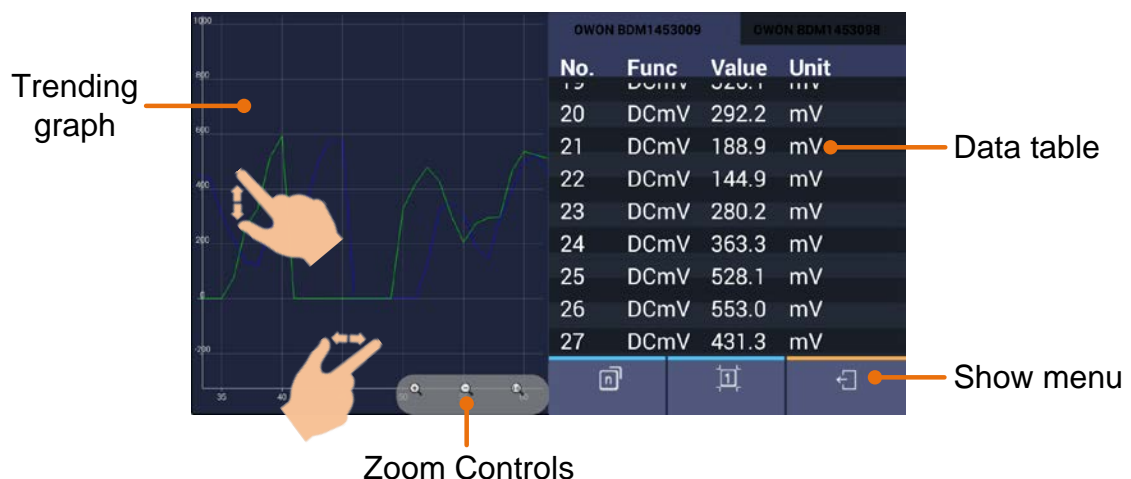 1000
800
600
400
200
0
-200
35
40
Trending
graph
OWON BDM1453009
OWON BDM1453098
No. Func Value Unit
20 DCmV 292.2 mV
21 DCmV 188.9 mV
22 DCmV 144.9 mV
23 DCmV 280.2 mV
24 DCmV 363.3 mV
25 DCmV 528.1 mV
26 DCmV 553.0 mV
27 DCmV 431.3 mV
n
1
Data table
Show menu
Zoom Controls